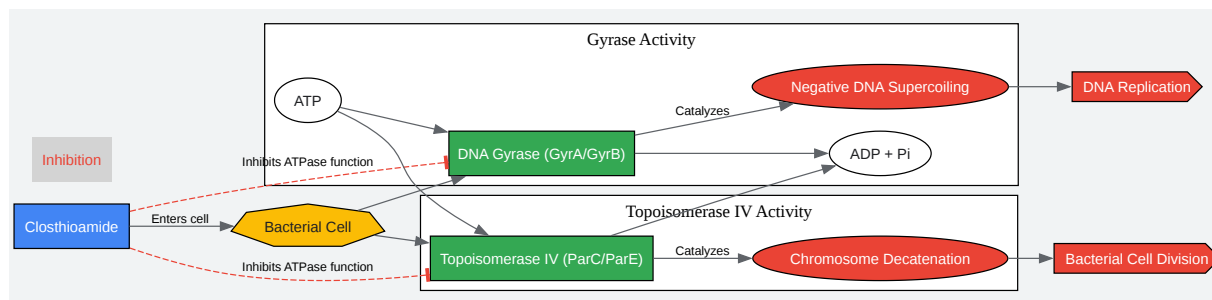 Gyrase Activity
ATP
Negative DNA Supercoiling
DNA Replication
Catalyzes
Inhibition
Inhibits ATPase function
DNA Gyrase (GyrA/GyrB)
ADP + Pi
Closthioamide
Enters cell
Bacterial Cell
Topoisomerase IV Activity
Inhibits ATPase function
Topoisomerase IV (ParC/ParE)
Catalyzes
Chromosome Decatenation
Bacterial Cell Division